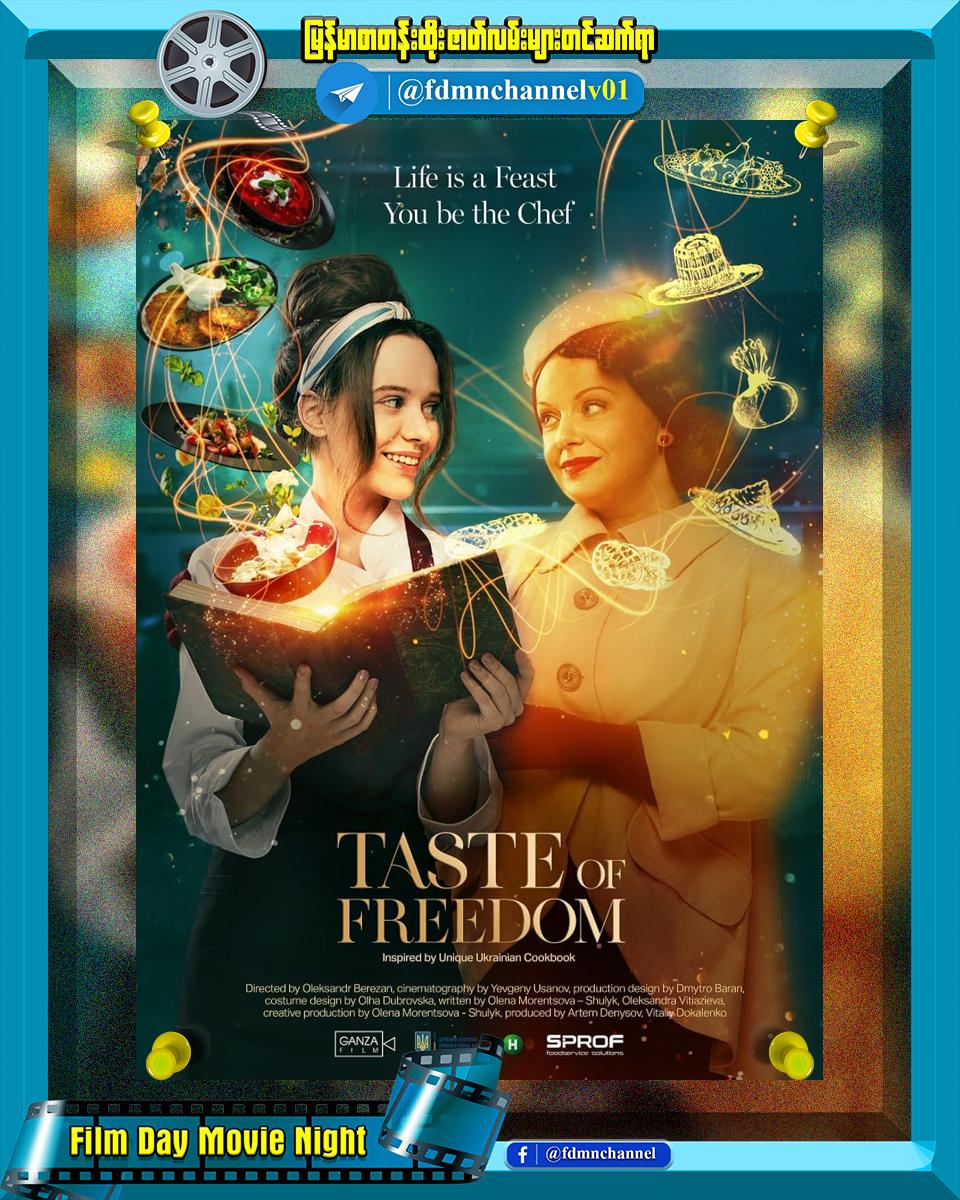 မြန်မာစာတန်းထိုးဇာတ်လမ်းများတင်ဆက်ရာ
@fdmnchannelv01
Life is a Feast
You be the Chef
TASTE OF
FREEDOM
Inspired by Unique Ukrainian Cookbook
Directed by Oleksandr Berezan, cinematography by Yevgeny Usanov, production design by Dmytro Baran,
costume design by Olha Dubrovska, written by Olena Morentsova – Shulyk, Oleksandra Vitiazieva,
creative production by Olena Morentsova - Shulyk, produced by Artem Denysov, Vitaliy Dokalenko
GANZA
FILM
H
SPROF
foodservice solutions
Film Day Movie Night
f @fdmnchannel